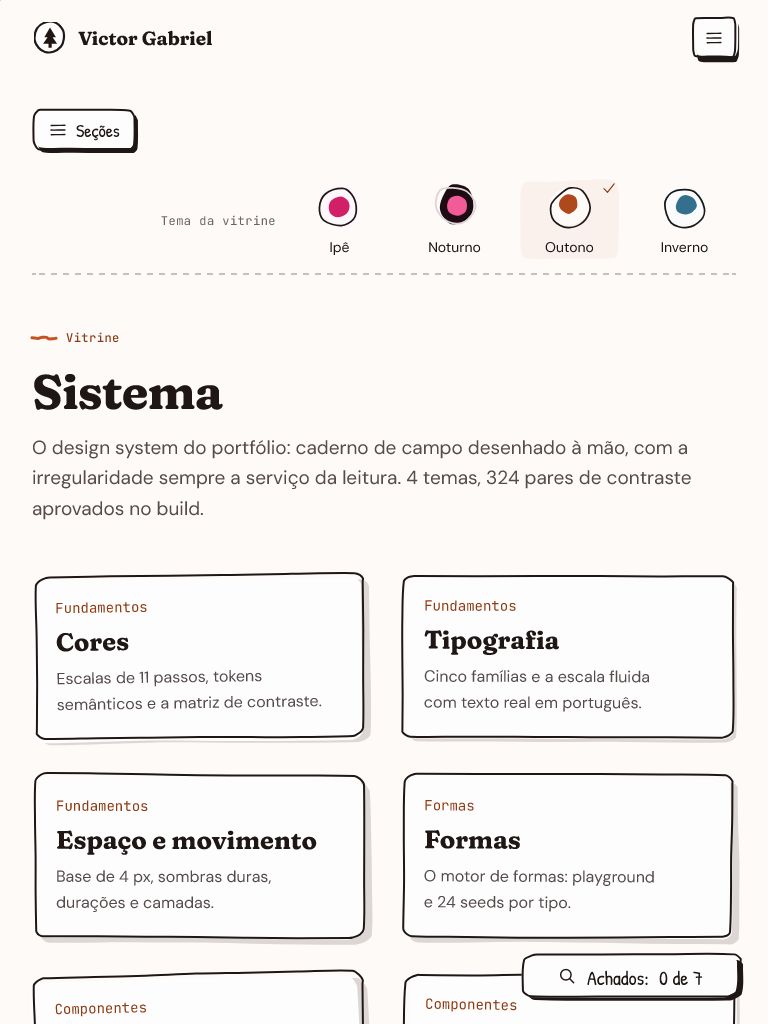 Victor Gabriel
Seções
Tema da vitrine
Ipê
Noturno
Outono
Inverno
Vitrine
Sistema
O design system do portfólio: caderno de campo desenhado à mão, com a
irregularidade sempre a serviço da leitura. 4 temas, 324 pares de contraste
aprovados no build.
Fundamentos
Cores
Escalas de 11 passos, tokens
semânticos e a matriz de contraste.
Fundamentos
Tipografia
Cinco famílias e a escala fluida
com texto real em português.
Fundamentos
Espaço e movimento
Base de 4 px, sombras duras,
durações e camadas.
Formas
Formas
O motor de formas: playground
e 24 seeds por tipo.
Componentes
Componentes
Achados: 0 de 7